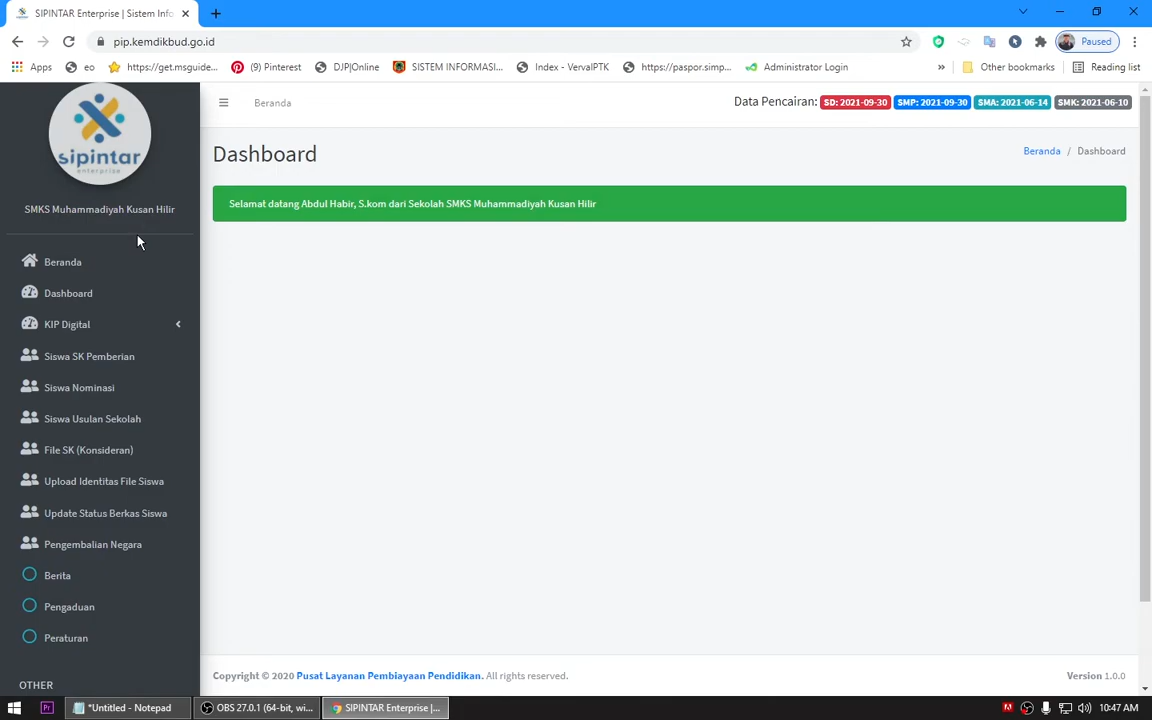 SIPINTAR Enterprise | Sistem Info
pip.kemdikbud.go.id
Paused
Apps
eo
https://get.msguide...
(9) Pinterest
DJP|Online
SISTEM INFORMASI...
Index - VervalPTK
https://paspor.simp...
Administrator Login
»
Other bookmarks
Reading list
sipintar
enterprise
SMKS Muhammadiyah Kusan Hilir
Beranda
Dashboard
KIP Digital
Siswa SK Pemberian
Siswa Nominasi
Siswa Usulan Sekolah
File SK (Konsideran)
Upload Identitas File Siswa
Update Status Berkas Siswa
Pengembalian Negara
Berita
Pengaduan
Peraturan
OTHER
Beranda
Data Pencairan: SD: 2021-09-30 SMP: 2021-09-30 SMA: 2021-06-14 SMK: 2021-06-10
Dashboard
Beranda / Dashboard
Selamat datang Abdul Habir, S.kom dari Sekolah SMKS Muhammadiyah Kusan Hilir
Copyright © 2020 Pusat Layanan Pembiayaan Pendidikan. All rights reserved.
Version 1.0.0
Pr
*Untitled - Notepad
OBS 27.0.1 (64-bit, wi...
SIPINTAR Enterprise |...
10:47 AM